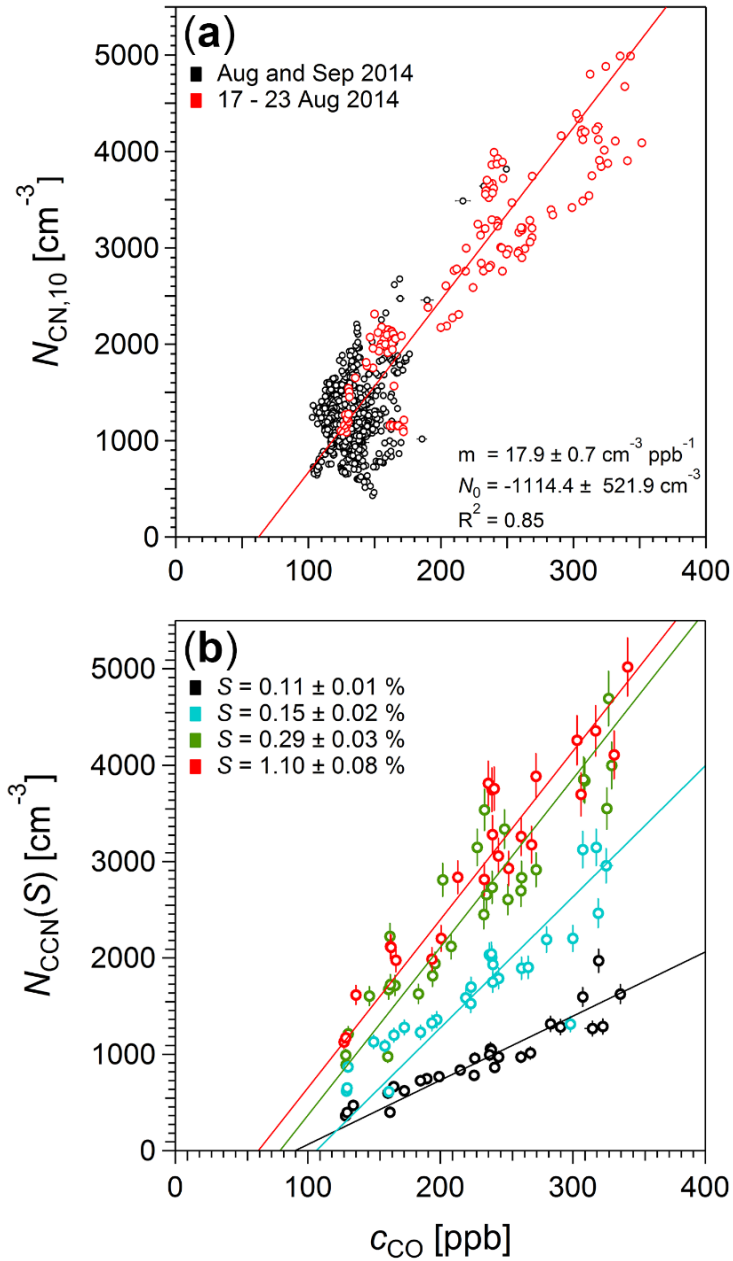 (a)
Aug and Sep 2014
17 - 23 Aug 2014
5000
4000
3000
2000
1000
0
N_CN,10 [cm⁻³]
m = 17.9 ± 0.7 cm⁻³ ppb⁻¹
N₀ = -1114.4 ± 521.9 cm⁻³
R² = 0.85
0 100 200 300 400
(b)
S = 0.11 ± 0.01 %
S = 0.15 ± 0.02 %
S = 0.29 ± 0.03 %
S = 1.10 ± 0.08 %
5000
4000
3000
2000
1000
0
N_CCN(S) [cm⁻³]
0 100 200 300 400
c_CO [ppb]